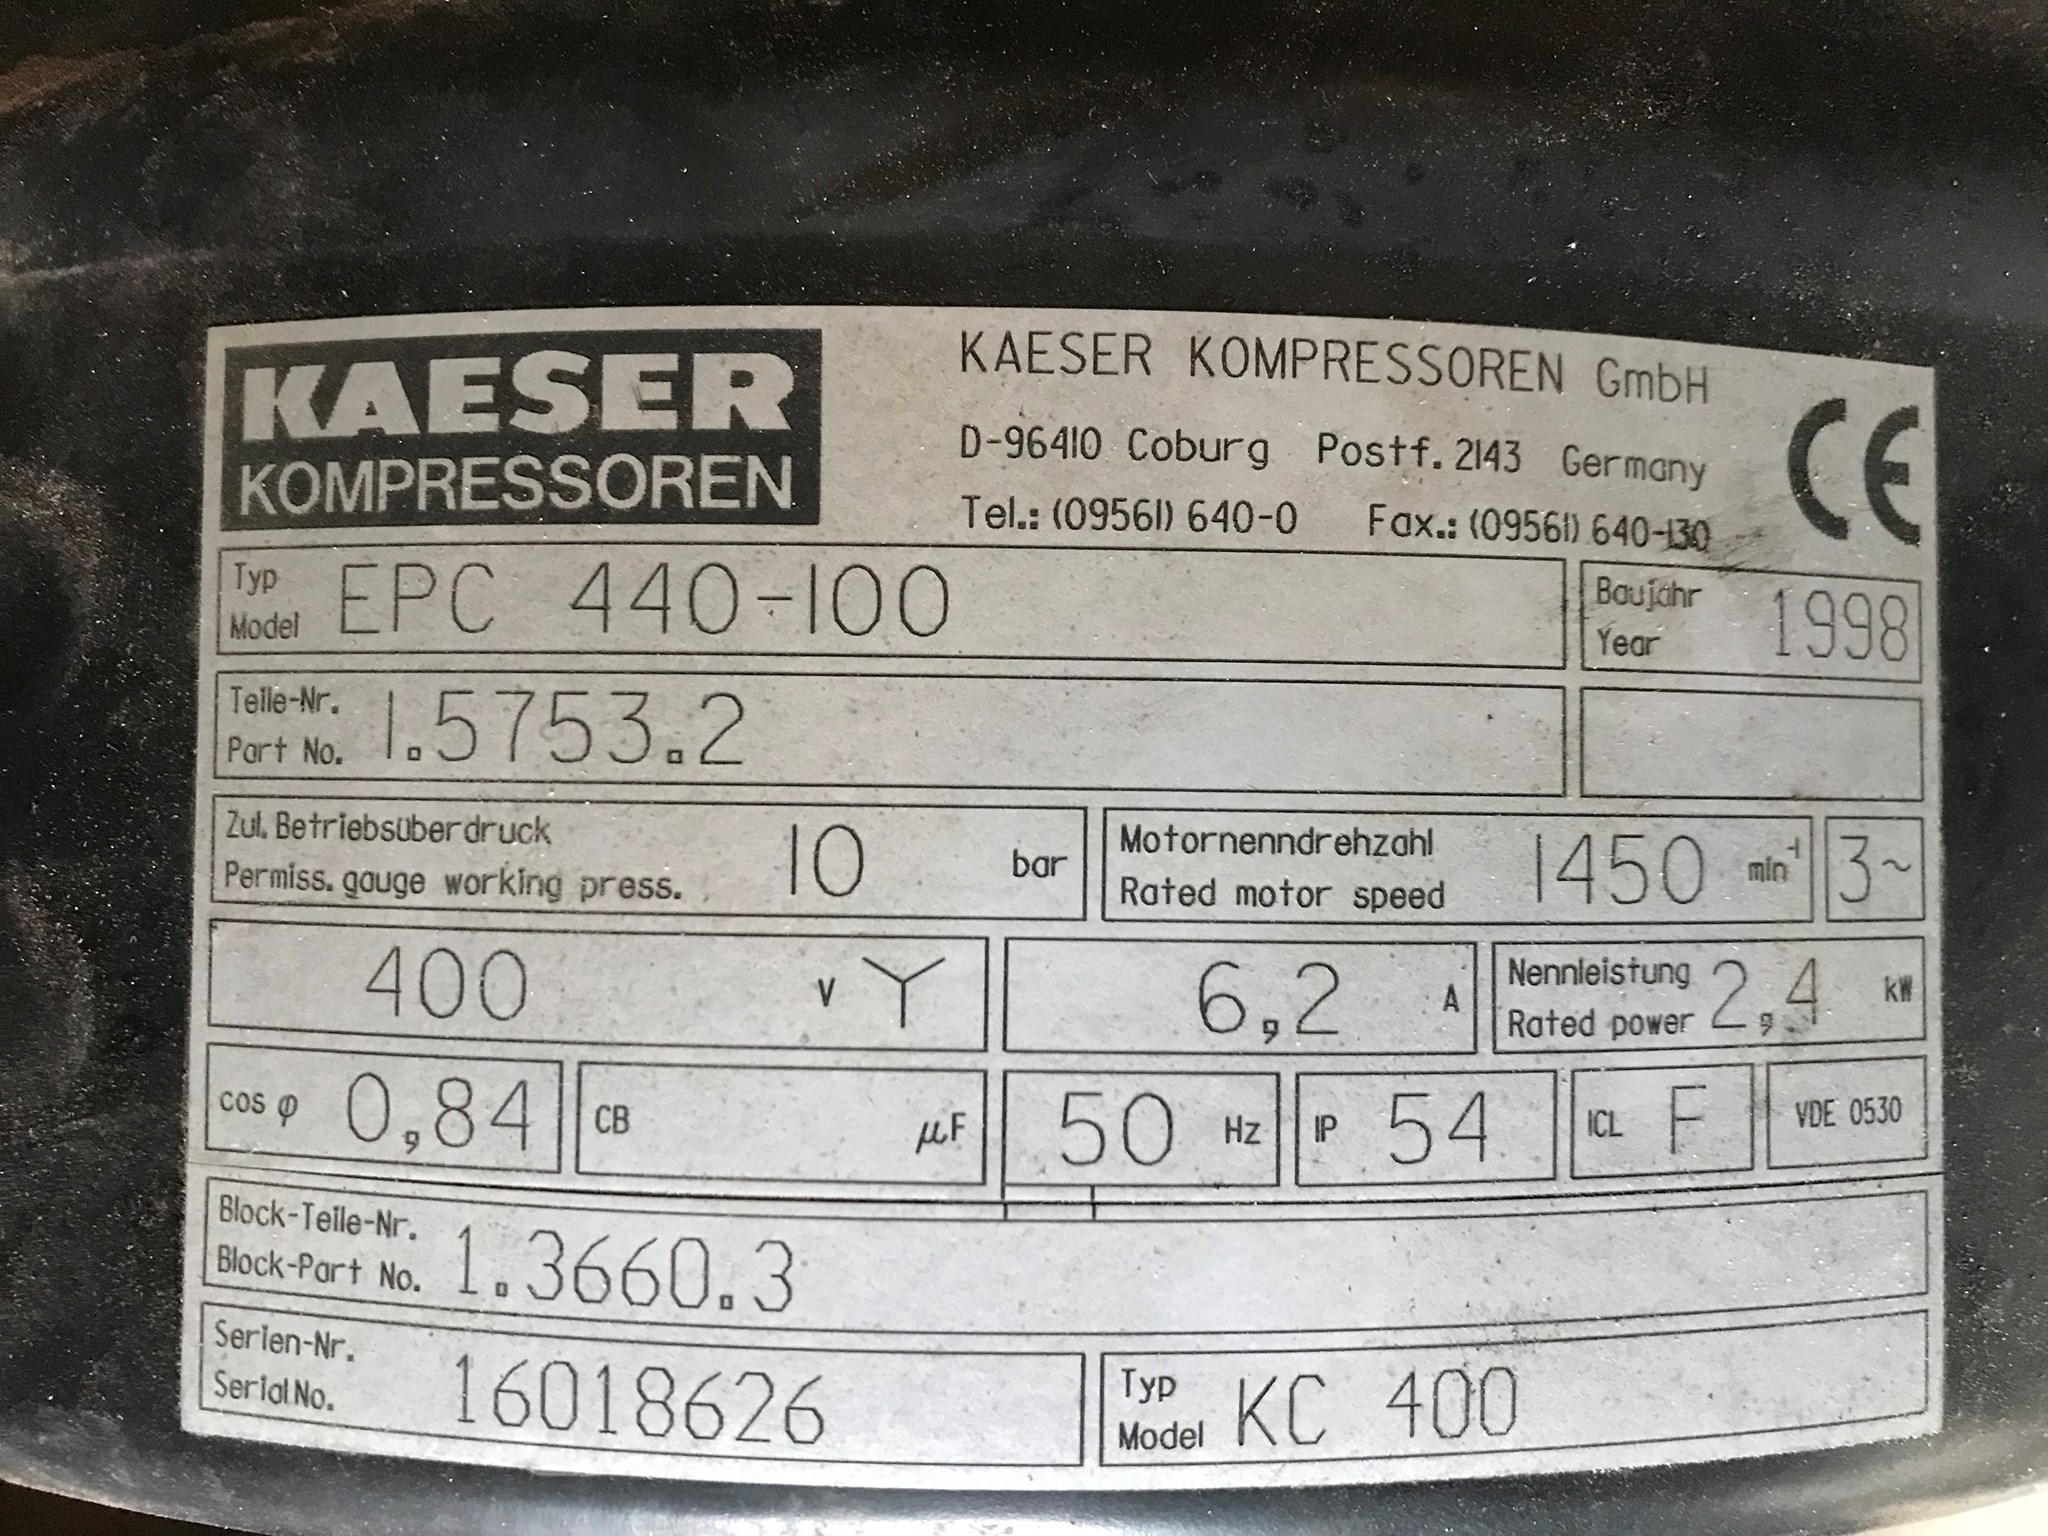 KAESER
KOMPRESSOREN
KAESER KOMPRESSOREN GmbH
D-96410 Coburg Postf. 2143 Germany
Tel.: (09561) 640-0 Fax.: (09561) 640-130
CE
Typ
Model EPC 440-100
Baujahr
Year 1998
Teile-Nr.
Part No. 1.5753.2
Zul. Betriebsüberdruck
Permiss. gauge working press. 10 bar
Motornenndrehzahl
Rated motor speed 1450 min⁻¹
3~
400 V Y
6,2 A
Nennleistung
Rated power 2,4 kW
cos φ 0,84
CB µF
50 Hz
IP 54
ICL F
VDE 0530
Block-Teile-Nr.
Block-Part No. 1.3660.3
Serien-Nr.
Serial No. 16018626
Typ
Model KC 400